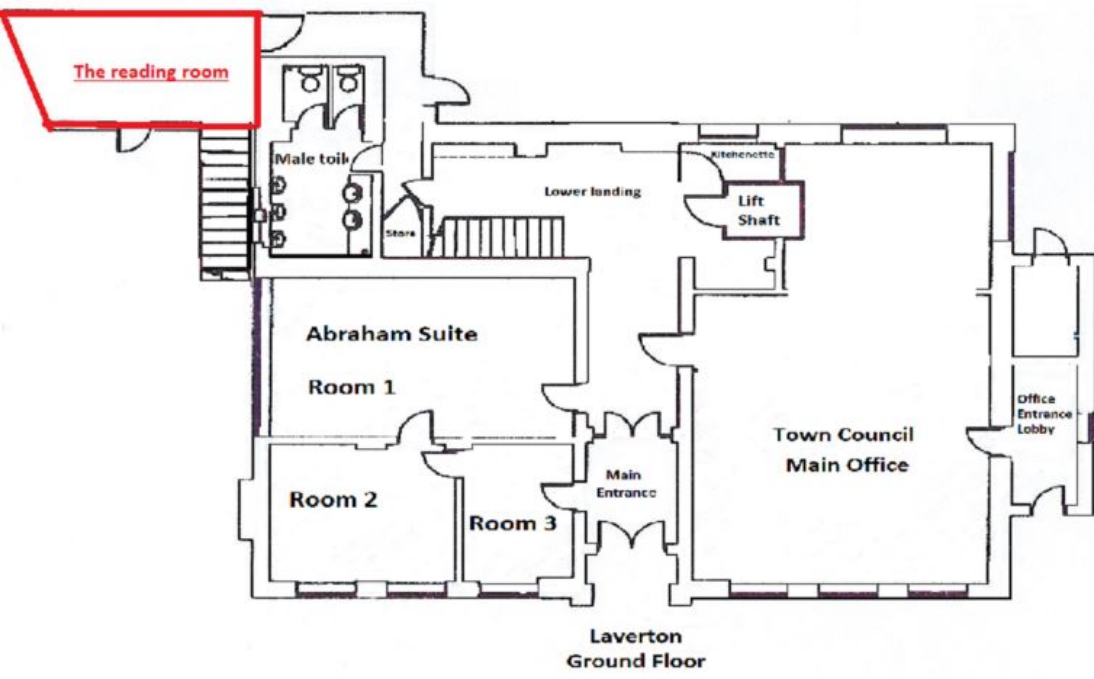 The reading room
Male toil
Kitchenette
Lower landing
Lift
Shaft
Store
Abraham Suite
Room 1
Office
Entrance
Lobby
Town Council
Main Office
Main
Entrance
Room 2
Room 3
Laverton
Ground Floor